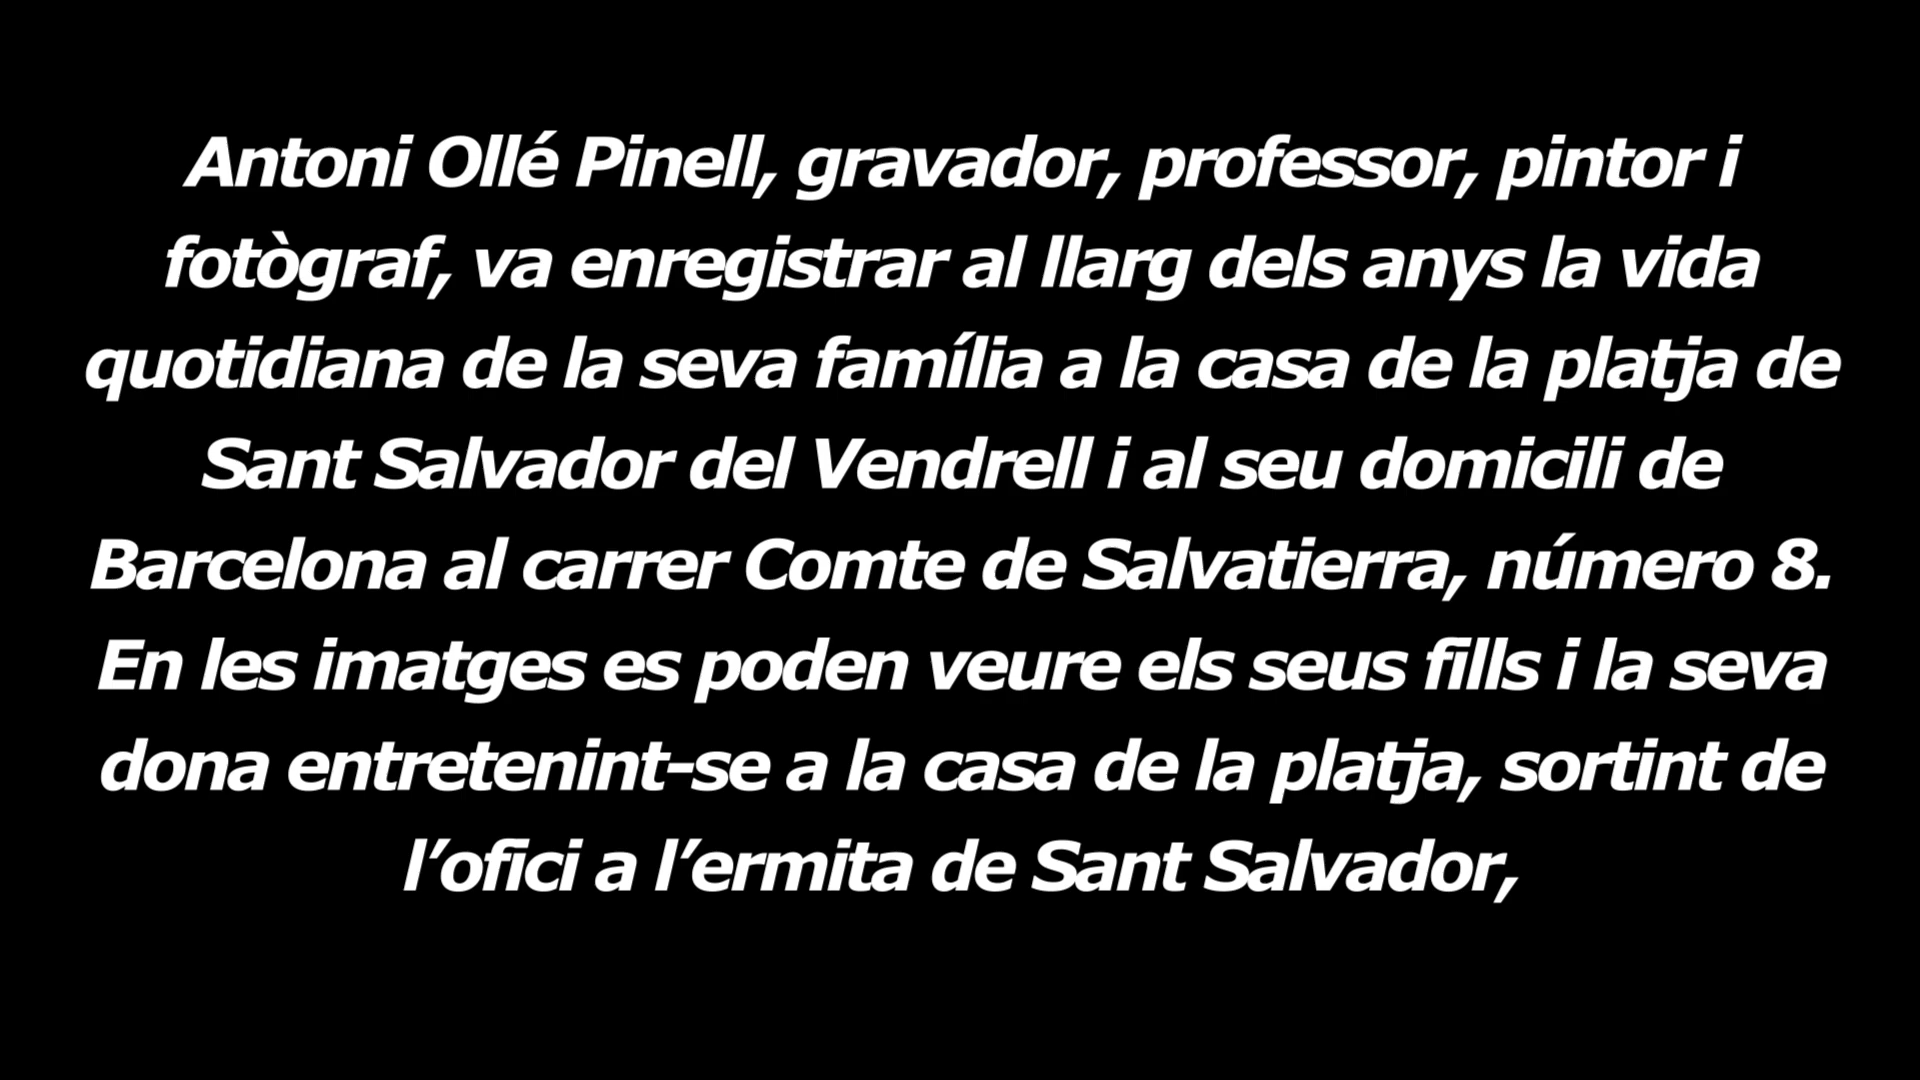 Antoni Ollé Pinell, gravador, professor, pintor i
fotògraf, va enregistrar al llarg dels anys la vida
quotidiana de la seva família a la casa de la platja de
Sant Salvador del Vendrell i al seu domicili de
Barcelona al carrer Comte de Salvatierra, número 8.
En les imatges es poden veure els seus fills i la seva
dona entretenint-se a la casa de la platja, sortint de
l’ofici a l’ermita de Sant Salvador,